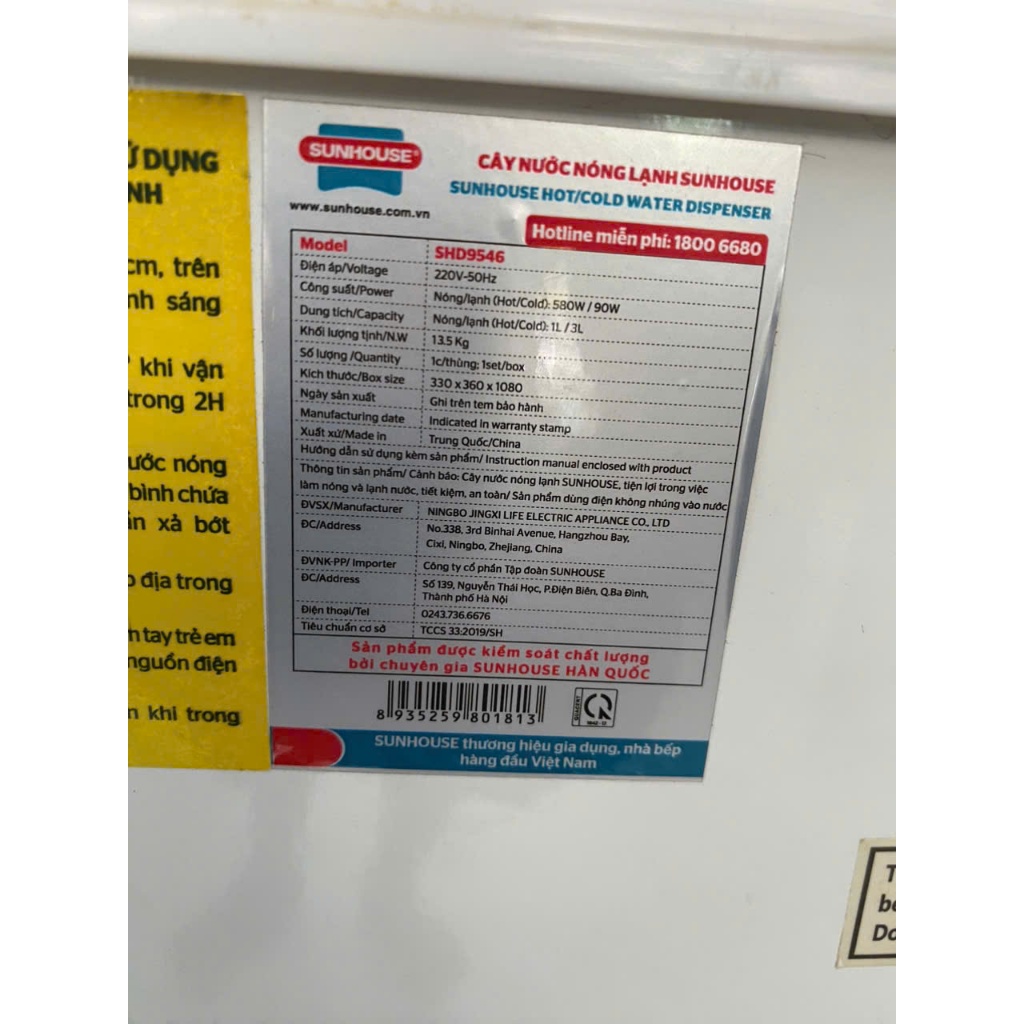 Ử DỤNG
NH
cm, trên
nh sáng
khi vận
trong 2H
ước nóng
bình chứa
ần xả bớt
địa trong
tay trẻ em
nguồn điện
khi trong
SUNHOUSE®
www.sunhouse.com.vn
CÂY NƯỚC NÓNG LẠNH SUNHOUSE
SUNHOUSE HOT/COLD WATER DISPENSER
Hotline miễn phí: 1800 6680
Model SHD9546
Điện áp/Voltage 220V-50Hz
Công suất/Power Nóng/lạnh (Hot/Cold): 580W / 90W
Dung tích/Capacity Nóng/lạnh (Hot/Cold): 1L / 3L
Khối lượng tịnh/N.W 13.5 Kg
Số lượng /Quantity 1c/thùng; 1set/box
Kích thước/Box size 330 x 360 x 1080
Ngày sản xuất Ghi trên tem bảo hành
Manufacturing date Indicated in warranty stamp
Xuất xứ/Made in Trung Quốc/China
Hướng dẫn sử dụng kèm sản phẩm/ Instruction manual enclosed with product
Thông tin sản phẩm/ Cảnh báo: Cây nước nóng lạnh SUNHOUSE, tiện lợi trong việc
làm nóng và lạnh nước, tiết kiệm, an toàn/ Sản phẩm dùng điện không nhúng vào nước
ĐVSX/Manufacturer NINGBO JINGXI LIFE ELECTRIC APPLIANCE CO., LTD
ĐC/Address No.338, 3rd Binhai Avenue, Hangzhou Bay,
Cixi, Ningbo, Zhejiang, China
ĐVNK-PP/ Importer Công ty cổ phần Tập đoàn SUNHOUSE
ĐC/Address Số 139, Nguyễn Thái Học, P.Điện Biên, Q.Ba Đình,
Thành phố Hà Nội
Điện thoại/Tel 0243.736.6676
Tiêu chuẩn cơ sở TCCS 33:2019/SH
Sản phẩm được kiểm soát chất lượng
bởi chuyên gia SUNHOUSE HÀN QUỐC
8 935259 801813
SUNHOUSE thương hiệu gia dụng, nhà bếp
hàng đầu Việt Nam
T
be
Do